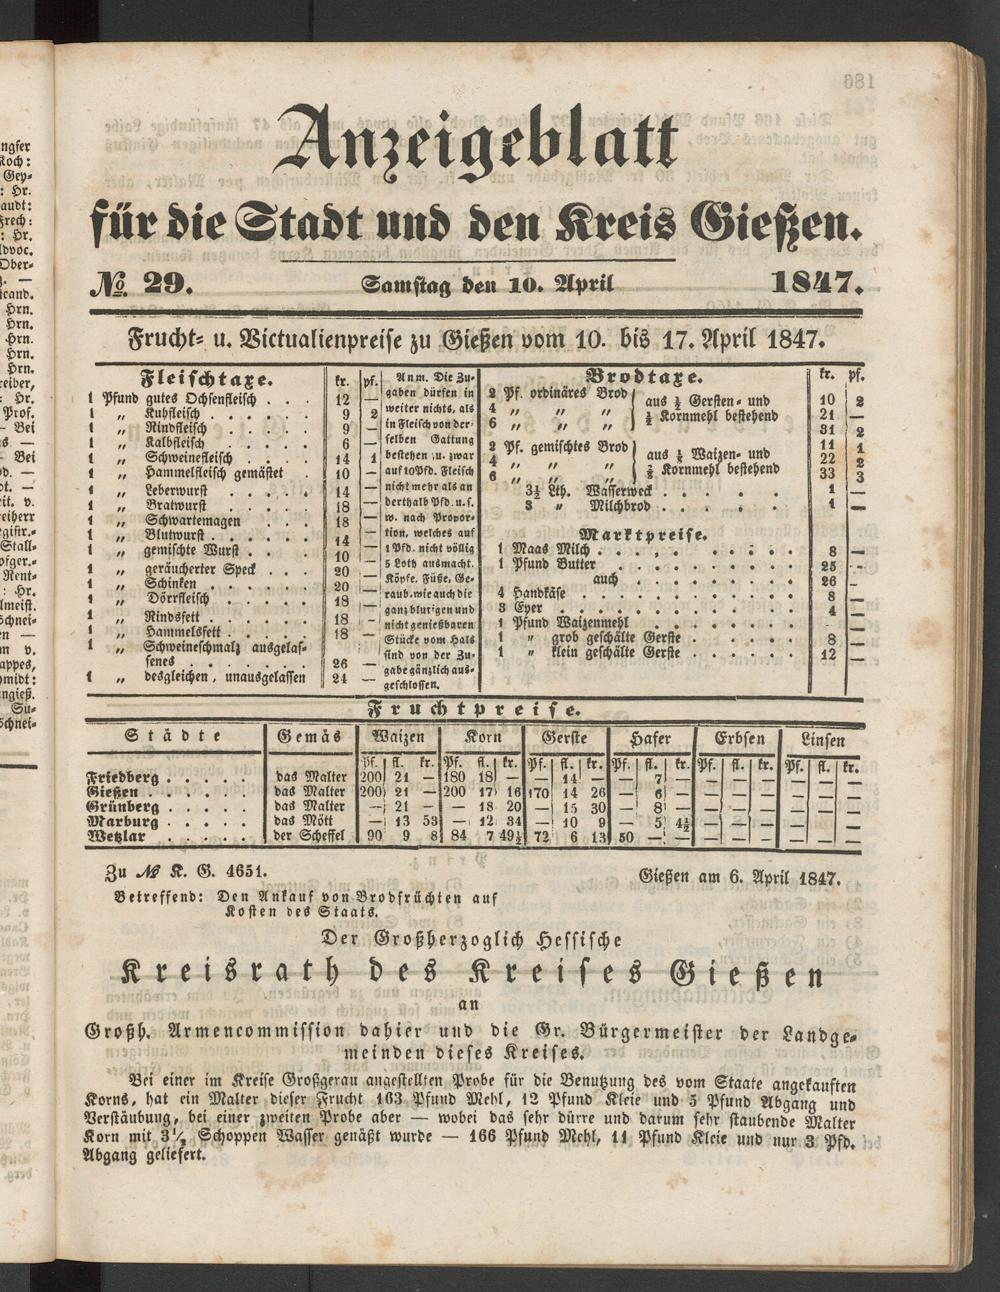 Anzeigeblatt
für die Stadt und den Kreis Gießen.
№ 29. Samstag den 10. April 1847.
Frucht- u. Victualienpreise zu Gießen vom 10. bis 17. April 1847.
Fleischtaxe. kr. pf.
1 Pfund gutes Ochsenfleisch . . 12 —
1 „ Kuhfleisch . . . . . 9 2
1 „ Rindfleisch . . . . . 9 —
1 „ Kalbfleisch . . . . . 6 —
1 „ Schweinefleisch . . . . 14 1
1 „ Hammelfleisch gemästet . 10 —
1 „ Leberwurst . . . . . 14 —
1 „ Bratwurst . . . . . 18 —
1 „ Schwartemagen . . . 18 —
1 „ Blutwurst . . . . . 14 —
1 „ gemischte Wurst . . . 10 —
1 „ geräucherter Speck . . . 20 —
1 „ Schinken . . . . . 20 —
1 „ Dörrfleisch . . . . . 18 —
1 „ Rindsfett . . . . . 18 —
1 „ Hammelsfett . . . . . 18 —
1 „ Schweineschmalz ausgelas-
senes . . . . . . 26 —
1 „ desgleichen, unausgelassen 24 —
Anm. Die Zu-
gaben dürfen in
weiter nichts, als
in Fleisch von der-
selben Gattung
bestehen u. zwar
auf 10 Pfd. Fleisch
nicht mehr als an
derthalb Pfd. u. s.
w. nach Propor-
tion, welches auf
1 Pfd. nicht völlig
5 Loth ausmacht.
Köpfe, Füße, Ge-
raub, wie auch die
ganz blutigen und
nicht genießbaren
Stücke vom Hals
sind von der Zu-
gabe gänzlich aus-
geschlossen.
Brodtaxe. kr. pf.
2 Pf. ordinäres Brod aus ½ Gersten- und 10 2
4 „ „ „ ½ Kornmehl bestehend 21 —
6 „ „ „ 31 2
2 Pf. gemischtes Brod aus Waizen- und 11 1
4 „ „ „ Kornmehl bestehend 22 2
6 „ „ „ 33 3
3½ Lth. Wasserweck . . . . . 1 —
3 „ Milchbrod . . . . . 1 —
Marktpreise.
1 Maas Milch . . . . . . . . 8 —
1 Pfund Butter . . . . . . . . 25 —
auch . . . . . . . . 26 -
4 Handkäse . . . . . . . . 8 —
3 Eyer . . . . . . . . 4 —
1 Pfund Waizenmehl . . . . . .
1 „ grob geschälte Gerste . . . . . 8 —
1 „ klein geschälte Gerste . . . . . 12 —
Fruchtpreise.
Städte Gemäs Waizen Korn Gerste Hafer Erbsen Linsen
Pf. fl. kr. Pf. fl. kr. Pf. fl. kr. Pf. fl. kr. Pf. fl. kr. Pf. fl. kr.
Friedberg . . . . . das Malter 200 21 — 180 18 — — 14 — — 7 — — — — — — —
Gießen . . . . . das Malter 200 21 — 200 17 16 170 14 26 — 6 — — — — — — —
Grünberg . . . . . das Malter — 21 — — 18 20 — 15 30 — 8 — — — — — — —
Marburg . . . . . das Mött — 13 53 — 12 34 — 10 9 — 5 4½ — — — — — —
Wetzlar . . . . . der Scheffel 90 9 8 84 7 49½ 72 6 13 50 — — — — — — — —
Zu № K. G. 4651. Gießen am 6. April 1847.
Betreffend: Den Ankauf von Brodfrüchten auf
Kosten des Staats.
Der Großherzoglich Hessische
Kreisrath des Kreises Gießen
an
Großh. Armencommission dahier und die Gr. Bürgermeister der Landge-
meinden dieses Kreises.
Bei einer im Kreise Großgerau angestellten Probe für die Benutzung des vom Staate angekauften
Korns, hat ein Malter dieser Frucht 163 Pfund Mehl, 12 Pfund Kleie und 5 Pfund Abgang und
Verstäubung, bei einer zweiten Probe aber — wobei das sehr dürre und darum sehr staubende Malter
Korn mit 3½ Schoppen Wasser genäßt wurde — 166 Pfund Mehl, 11 Pfund Kleie und nur 3 Pfd.
Abgang geliefert.